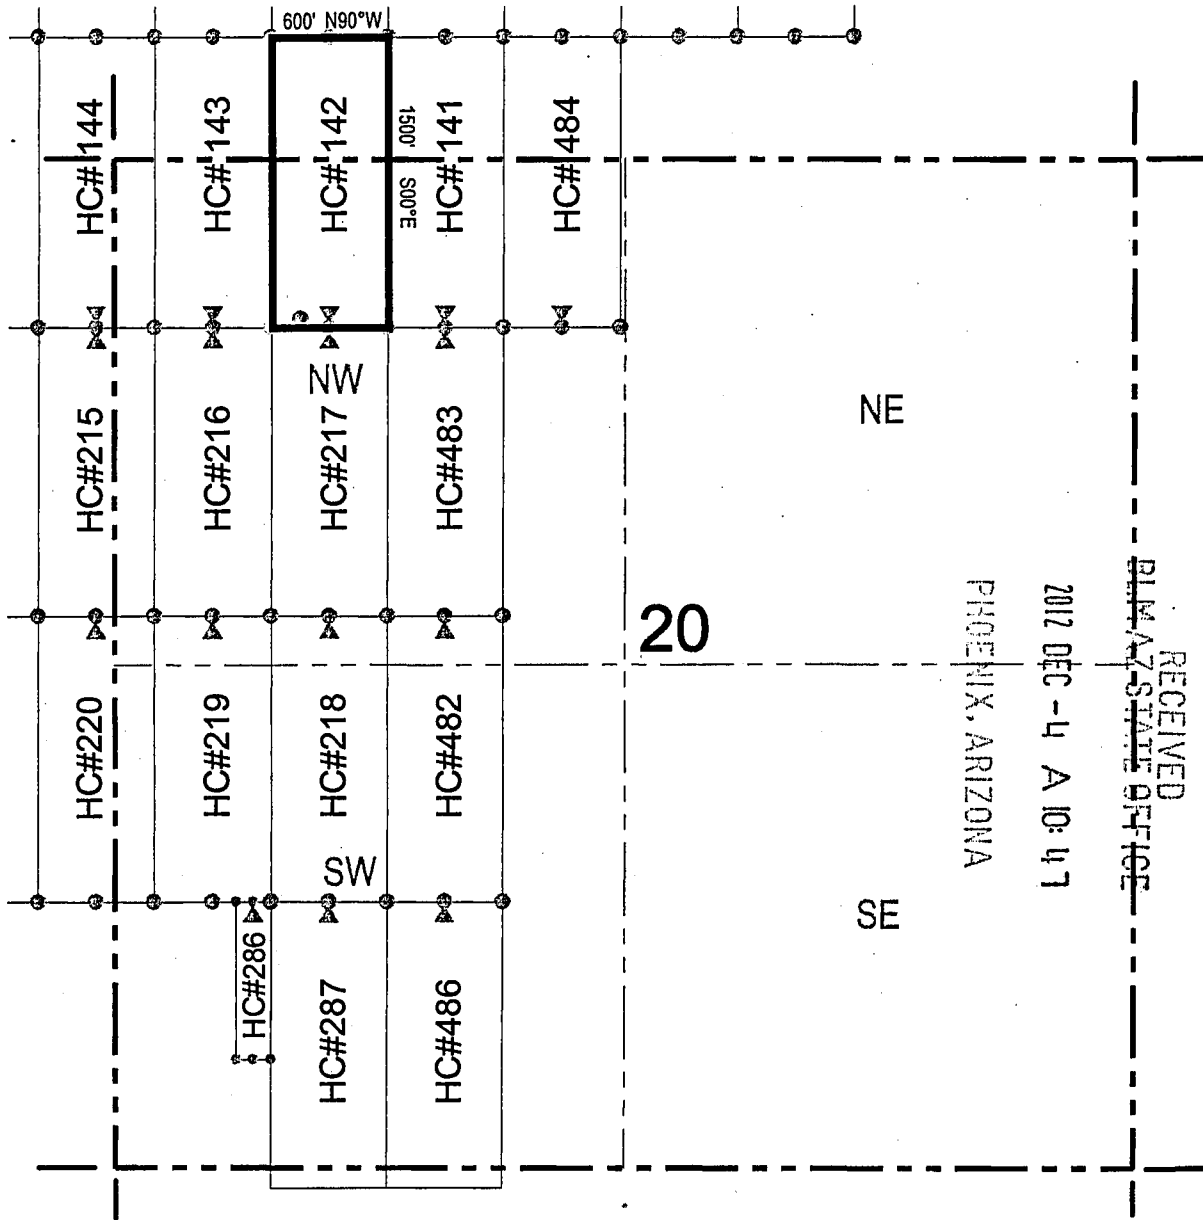 600' N90°W
HC# 144
HC# 143
HC# 142
1500' S00°E
HC# 141
HC# 484
NW
NE
HC#215
HC#216
HC#217
HC#483
20
RECEIVED
BLM AZ STATE OFFICE
2012 DEC -4 A 10:47
PHOENIX, ARIZONA
HC#220
HC#219
HC#218
HC#482
SW
SE
HC#286
HC#287
HC#486